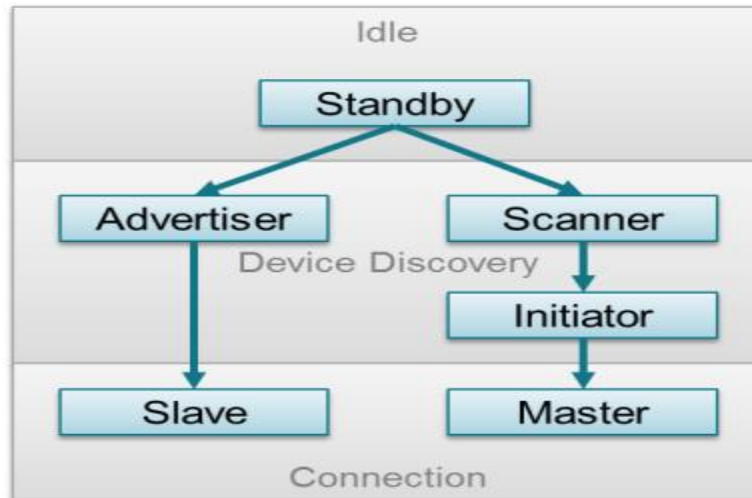 Idle
Standby
Advertiser Scanner
Device Discovery
Initiator
Slave Master
Connection